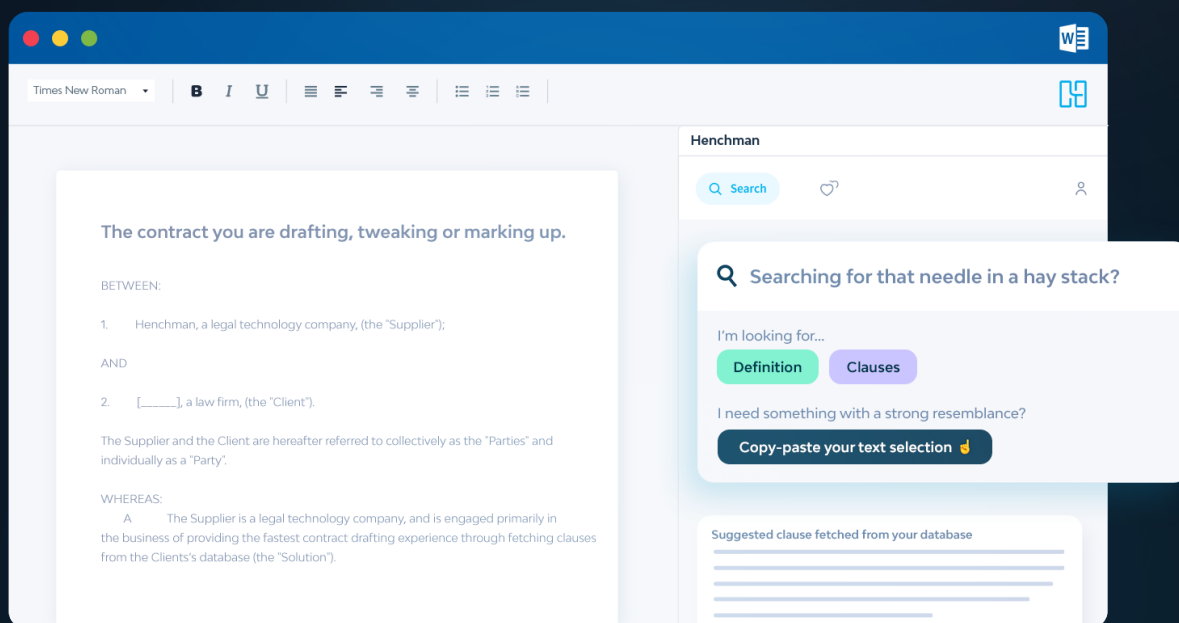 W
Times New Roman
B I U
Henchman
Search
The contract you are drafting, tweaking or marking up.
BETWEEN:
1. Henchman, a legal technology company, (the "Supplier");
AND
2. [______], a law firm, (the "Client").
The Supplier and the Client are hereafter referred to collectively as the "Parties" and
individually as a "Party".
WHEREAS:
A The Supplier is a legal technology company, and is engaged primarily in
the business of providing the fastest contract drafting experience through fetching clauses
from the Clients's database (the "Solution").
Searching for that needle in a hay stack?
I'm looking for...
Definition Clauses
I need something with a strong resemblance?
Copy-paste your text selection ☝
Suggested clause fetched from your database